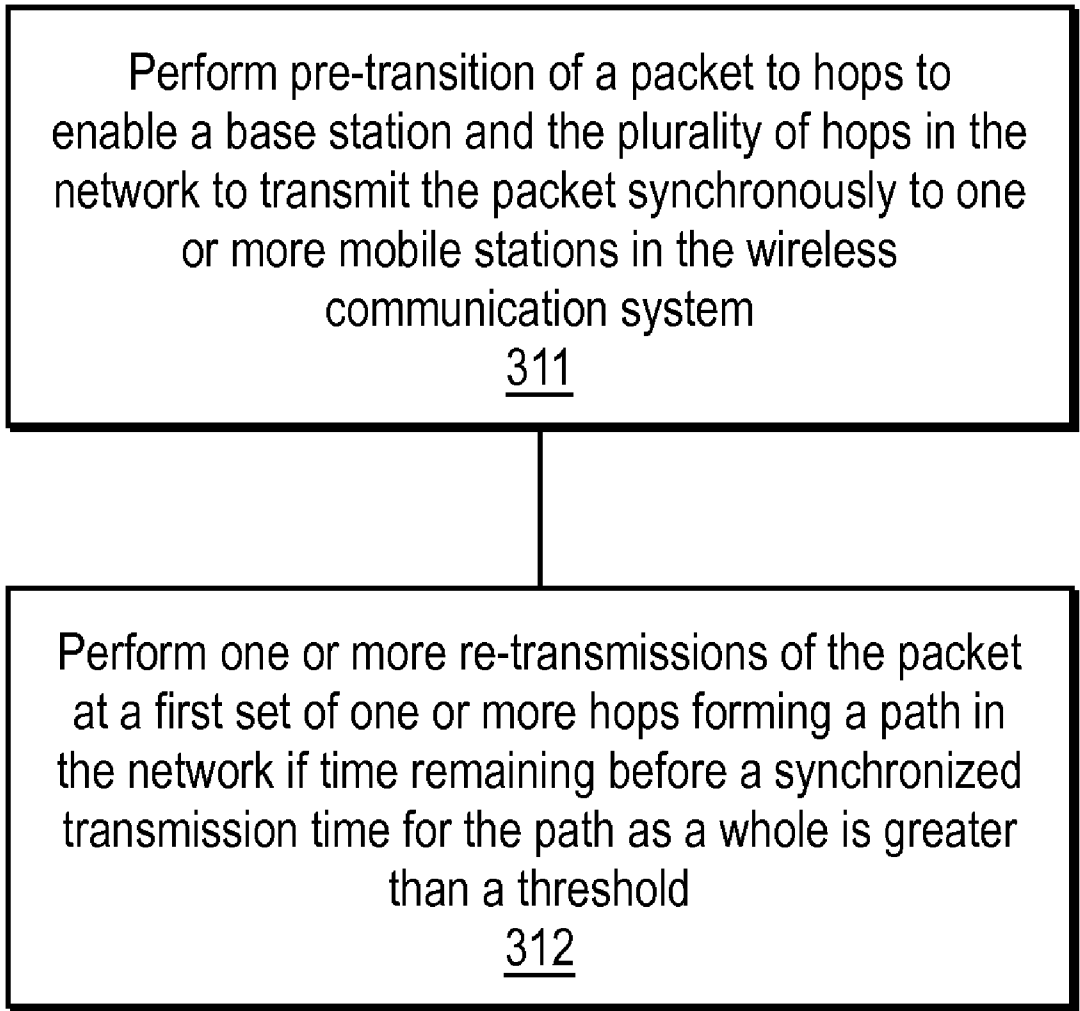 Perform pre-transition of a packet to hops to
enable a base station and the plurality of hops in the
network to transmit the packet synchronously to one
or more mobile stations in the wireless
communication system
311
Perform one or more re-transmissions of the packet
at a first set of one or more hops forming a path in
the network if time remaining before a synchronized
transmission time for the path as a whole is greater
than a threshold
312